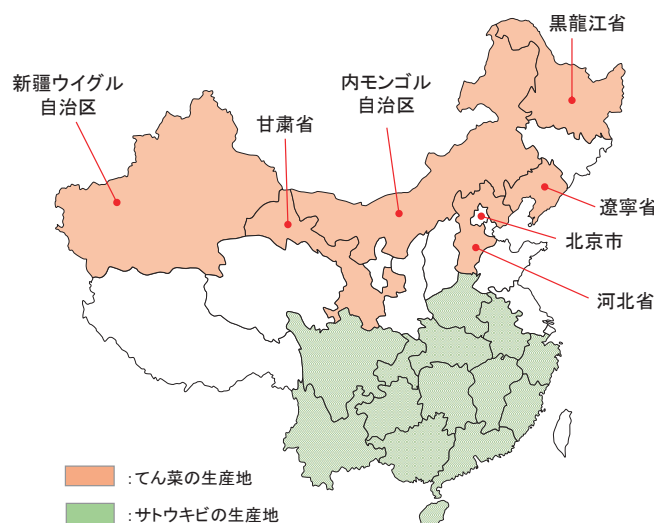 黒龍江省
新疆ウイグル
自治区
内モンゴル
自治区
甘粛省
遼寧省
北京市
河北省
：てん菜の生産地
：サトウキビの生産地